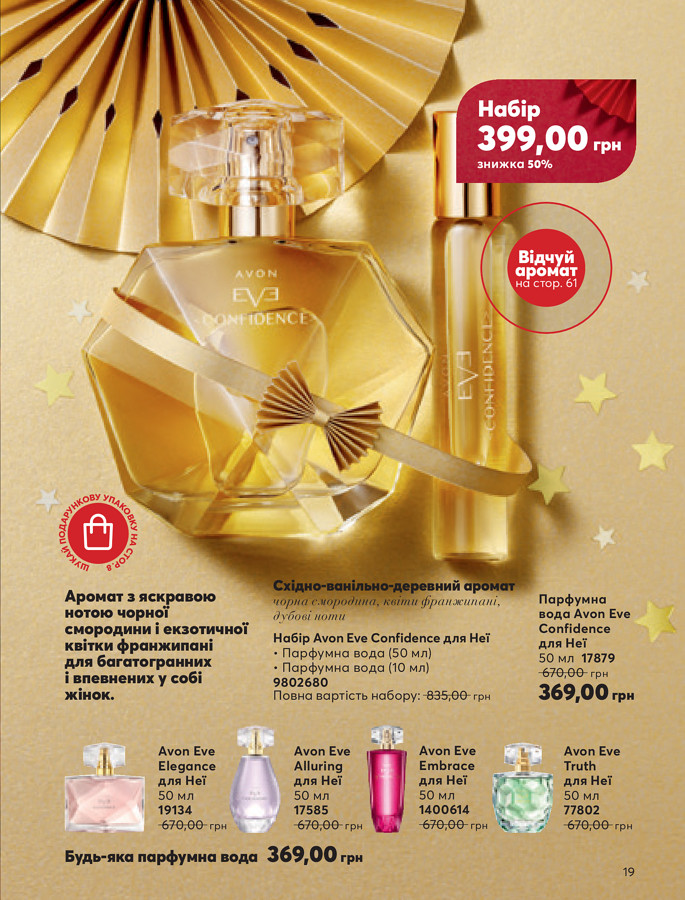 Набір
399,00 грн
знижка 50%
Відчуй
аромат
на стор. 61
AVON
EVE
CONFIDENCE
AVON
EVE
CONFIDENCE
ШУКАЙ ПОДАРУНКОВУ УПАКОВКУ НА СТОР.8
Аромат з яскравою
нотою чорної
смородини і екзотичної
квітки франжипані
для багатогранних
і впевнених у собі
жінок.
Східно-ванільно-деревний аромат
чорна смородина, квіти франжипані,
дубові ноти
Набір Avon Eve Confidence для Неї
• Парфумна вода (50 мл)
• Парфумна вода (10 мл)
9802680
Повна вартість набору: 835,00 грн
Парфумна
вода Avon Eve
Confidence
для Неї
50 мл 17879
670,00 грн
369,00 грн
Avon Eve
Elegance
для Неї
50 мл
19134
670,00 грн
Avon Eve
Alluring
для Неї
50 мл
17585
670,00 грн
Avon Eve
Embrace
для Неї
50 мл
1400614
670,00 грн
Avon Eve
Truth
для Неї
50 мл
77802
670,00 грн
Будь-яка парфумна вода 369,00 грн
19